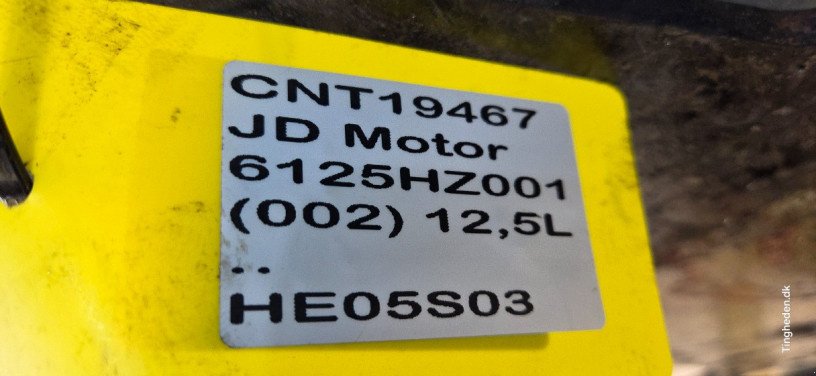 CNT19467
JD Motor
6125HZ001
(002) 12,5L
..
HE05S03
Tingheden.dk